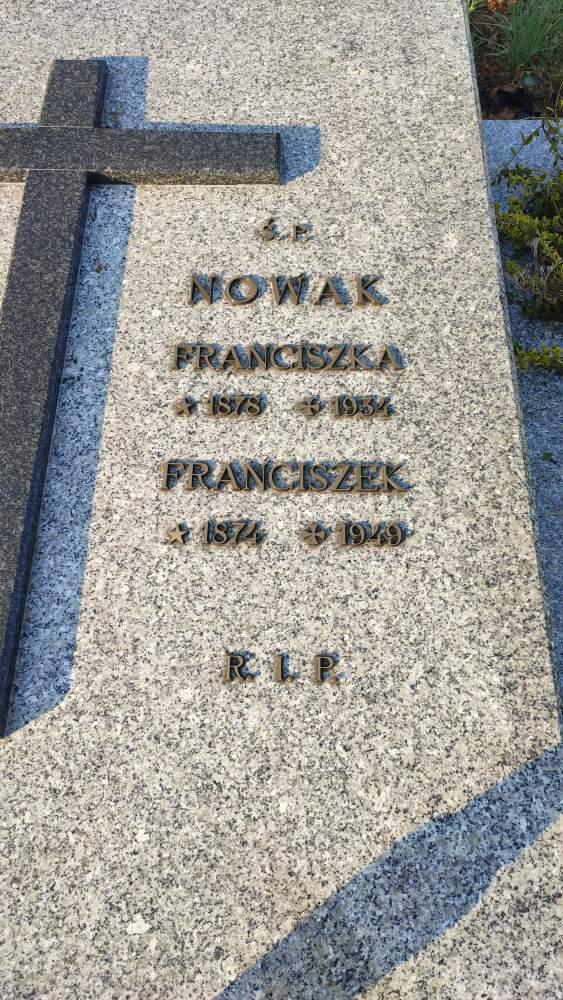 Ś. P.
NOWAK
FRANCISZKA
★ 1878 ✠ 1934
FRANCISZEK
★ 1874 ✠ 1949
R. I. P.